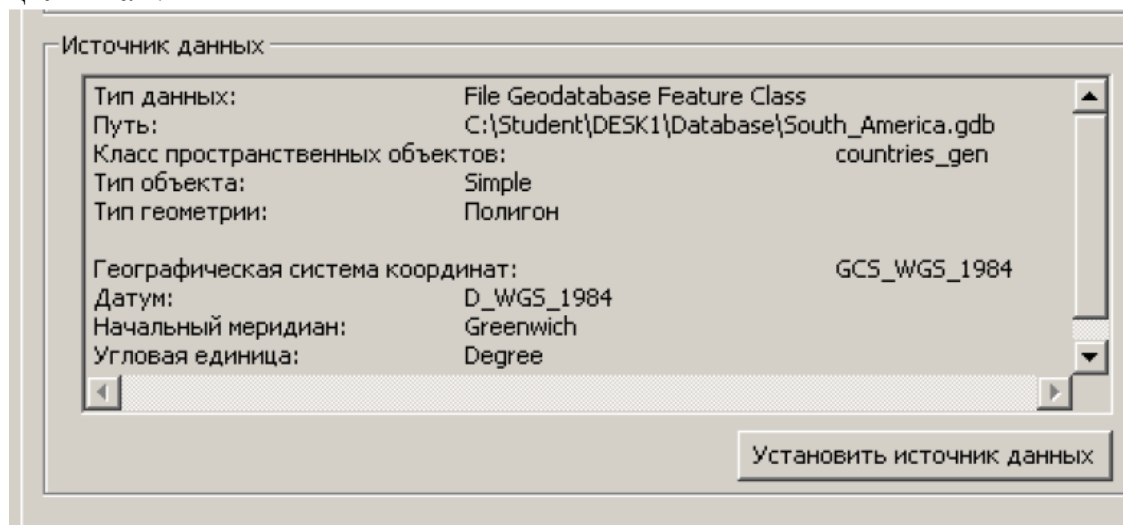 Источник данных
Тип данных: File Geodatabase Feature Class
Путь: C:\Student\DESK1\Database\South_America.gdb
Класс пространственных объектов: countries_gen
Тип объекта: Simple
Тип геометрии: Полигон
Географическая система координат: GCS_WGS_1984
Датум: D_WGS_1984
Начальный меридиан: Greenwich
Угловая единица: Degree
Установить источник данных